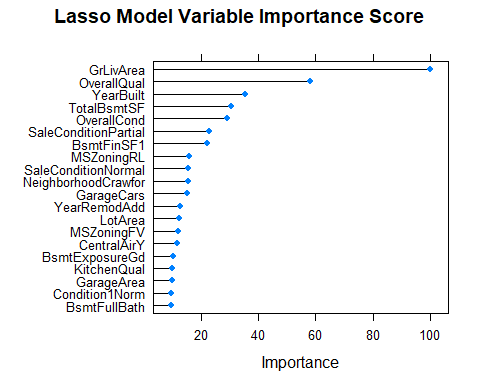 Lasso Model Variable Importance Score
GrLivArea
OverallQual
YearBuilt
TotalBsmtSF
OverallCond
SaleConditionPartial
BsmtFinSF1
MSZoningRL
SaleConditionNormal
NeighborhoodCrawfor
GarageCars
YearRemodAdd
LotArea
MSZoningFV
CentralAirY
BsmtExposureGd
KitchenQual
GarageArea
Condition1Norm
BsmtFullBath
20 40 60 80 100
Importance